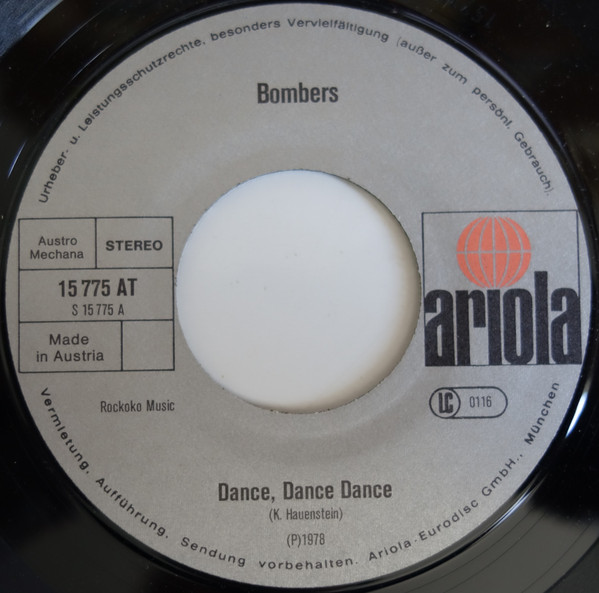 Urheber- u. Leistungsschutzrechte, besonders Vervielfältigung (außer zum persönl. Gebrauch),
Bombers
Austro
Mechana
STEREO
15 775 AT
S 15 775 A
Made
in Austria
ariola
LC 0116
Rockoko Music
Dance, Dance Dance
(K. Hauenstein)
(P)1978
Vermietung, Aufführung, Sendung vorbehalten. Ariola-Eurodisc GmbH., München